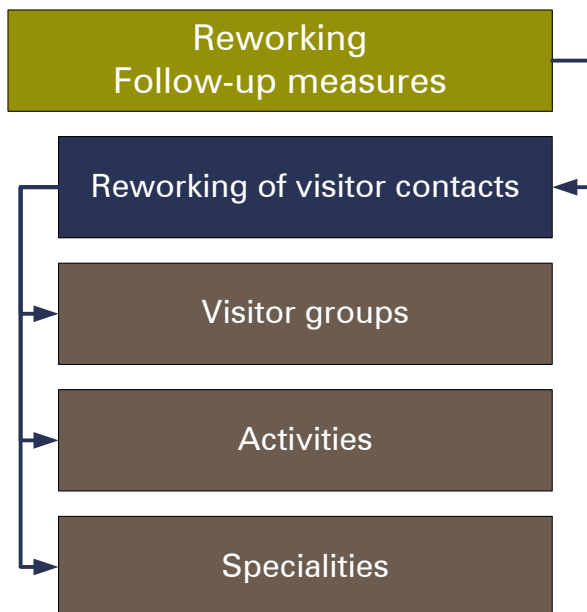 Reworking
Follow-up measures
Reworking of visitor contacts
Visitor groups
Activities
Specialities